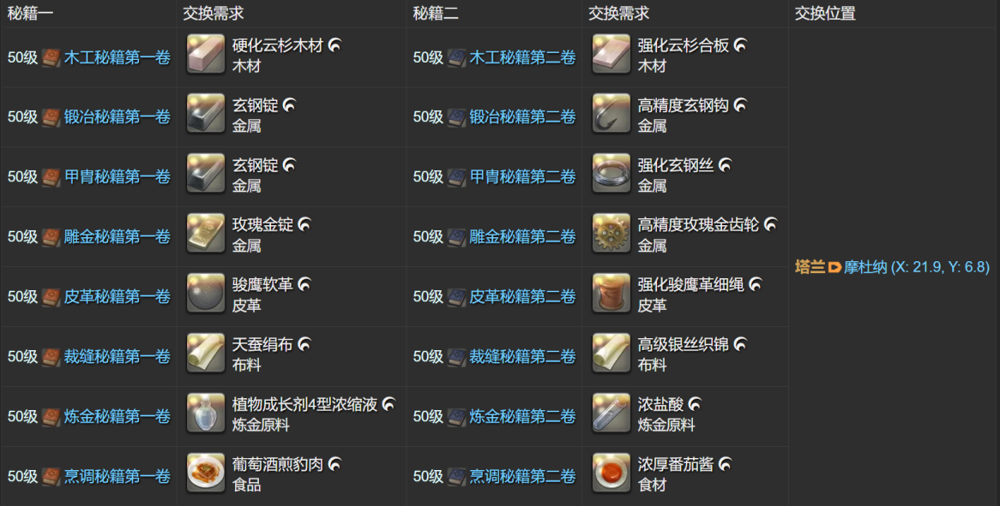 秘籍一 交换需求 秘籍二 交换需求 交换位置
50级 木工秘籍第一卷 硬化云杉木材 木材 50级 木工秘籍第二卷 强化云杉合板 木材
50级 锻冶秘籍第一卷 玄钢锭 金属 50级 锻冶秘籍第二卷 高精度玄钢钩 金属
50级 甲胄秘籍第一卷 玄钢锭 金属 50级 甲胄秘籍第二卷 强化玄钢丝 金属
50级 雕金秘籍第一卷 玫瑰金锭 金属 50级 雕金秘籍第二卷 高精度玫瑰金齿轮 金属
塔兰 摩杜纳 (X: 21.9, Y: 6.8)
50级 皮革秘籍第一卷 骏鹰软革 皮革 50级 皮革秘籍第二卷 强化骏鹰革细绳 皮革
50级 裁缝秘籍第一卷 天蚕绢布 布料 50级 裁缝秘籍第二卷 高级银丝织锦 布料
50级 炼金秘籍第一卷 植物成长剂4型浓缩液 炼金原料 50级 炼金秘籍第二卷 浓盐酸 炼金原料
50级 烹调秘籍第一卷 葡萄酒煎豹肉 食品 50级 烹调秘籍第二卷 浓厚番茄酱 食材